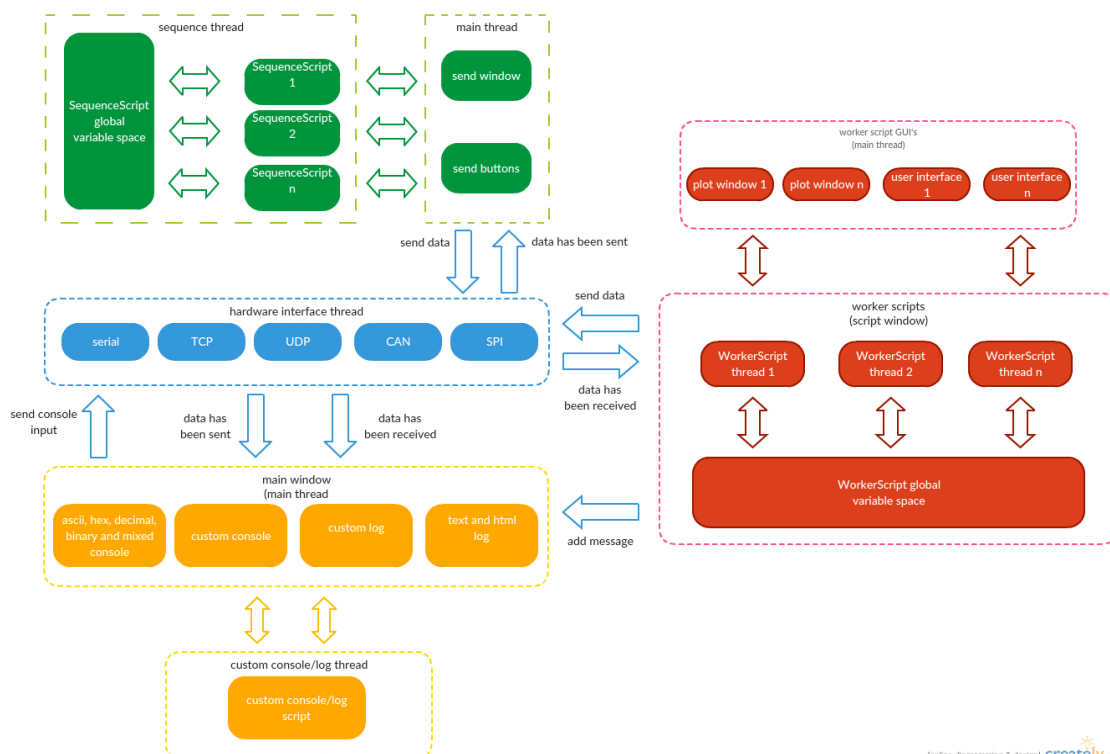 sequence thread
main thread
SequenceScript
global
variable space
SequenceScript
1
SequenceScript
2
SequenceScript
n
send window
send buttons
worker script GUI's
(main thread)
plot window 1
plot window n
user interface
1
user interface
n
send data
data has been sent
hardware interface thread
serial
TCP
UDP
CAN
SPI
send data
data has
been received
worker scripts
(script window)
WorkerScript
thread 1
WorkerScript
thread 2
WorkerScript
thread n
WorkerScript global
variable space
send console
input
data has
been sent
data has
been received
main window
(main thread
ascii, hex, decimal,
binary and mixed
console
custom console
custom log
text and html
log
add message
custom console/log thread
custom console/log
script